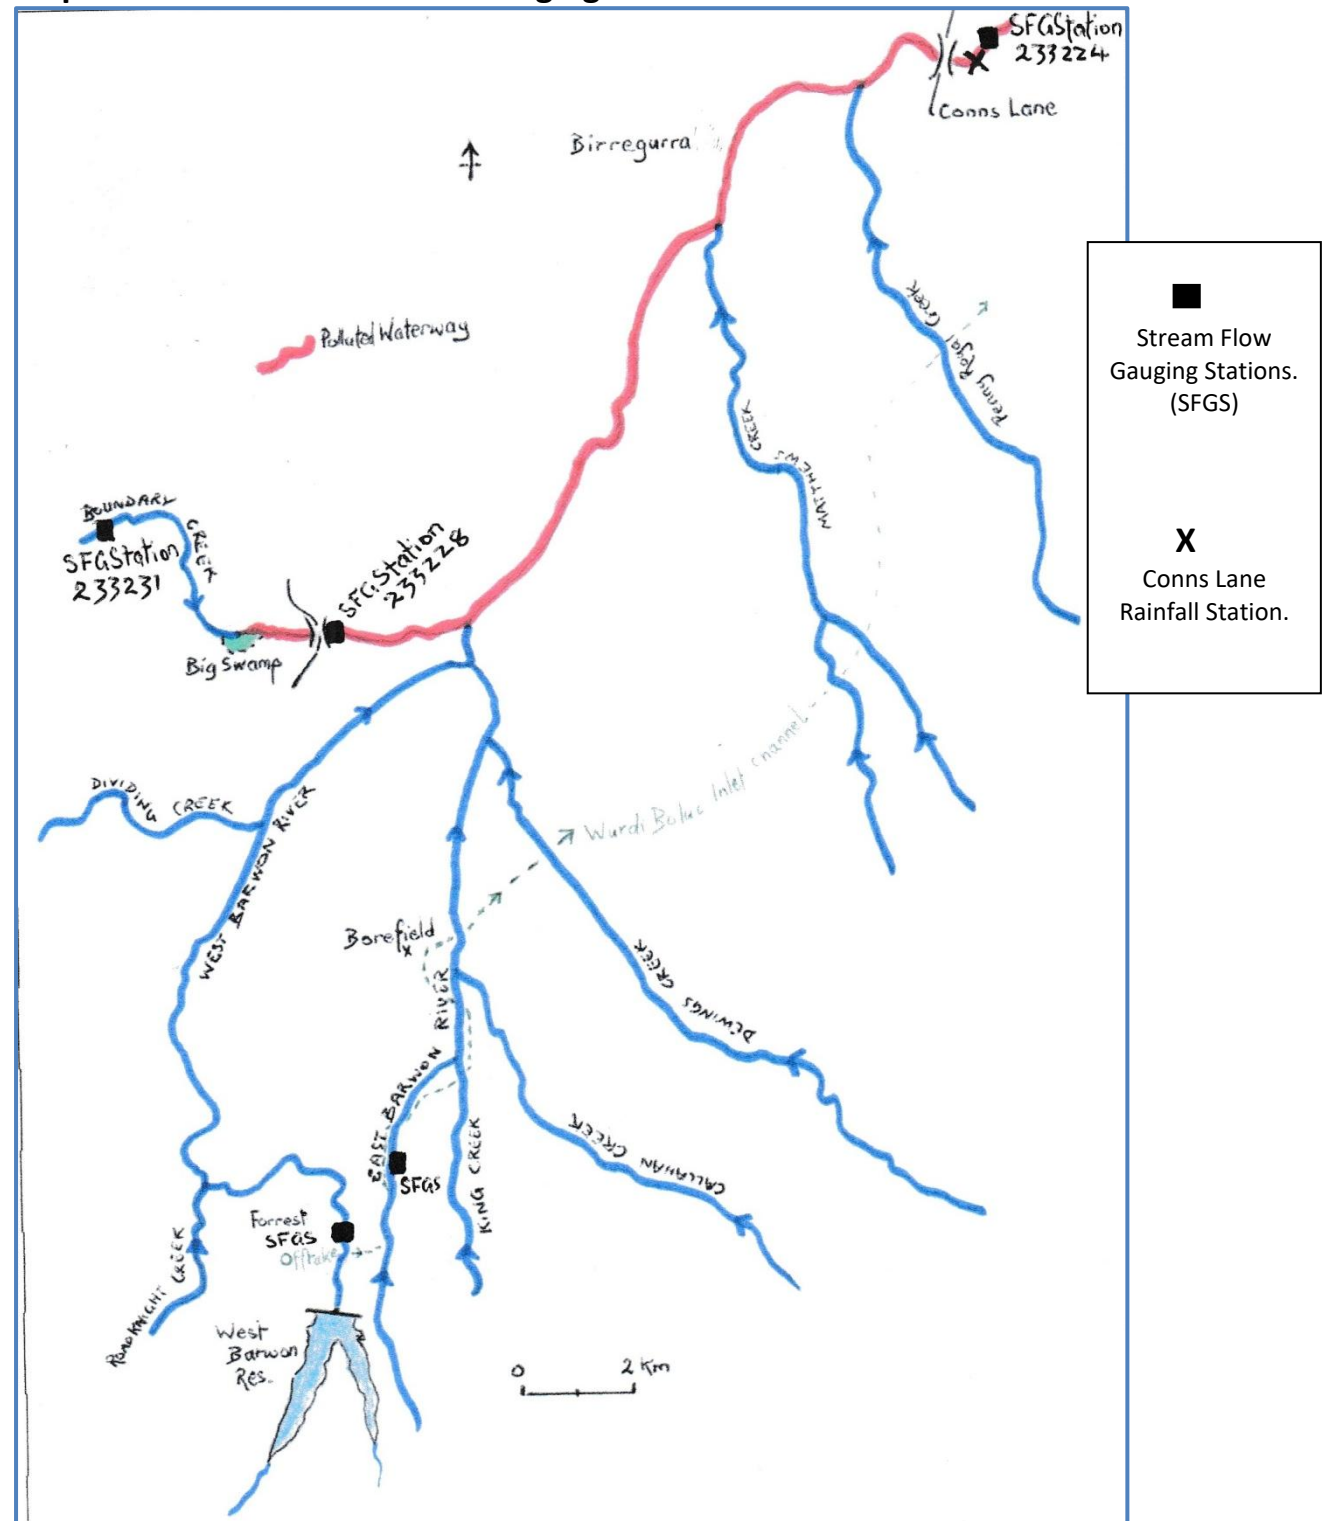 SFGStation
233224
Conns Lane
Birregurra
Polluted Waterway
Penny Royal Creek
MATTHEWS CREEK
BOUNDARY CREEK
SFGStation
233231
SFGStation
233228
Big Swamp
DIVIDING CREEK
WEST BARWON RIVER
Wurdi Boluc Inlet channel
Borefield
x
DEWINGS CREEK
EAST BARWON RIVER
SFGS
KING CREEK
CALLAHAN CREEK
Forrest
SFGS
Offtake
CREEK
West
Barwon
Res.
0 2 Km
Stream Flow
Gauging Stations.
(SFGS)
X
Conns Lane
Rainfall Station.